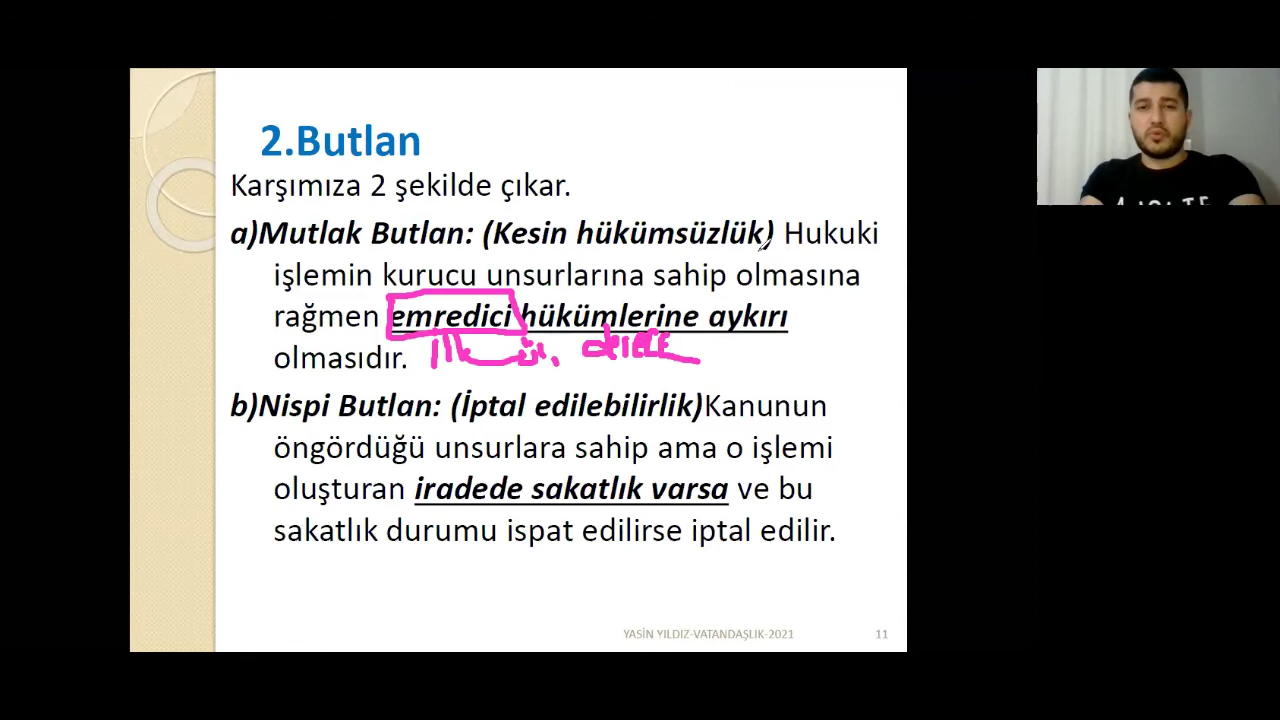 2.Butlan
Karşımıza 2 şekilde çıkar.
a)Mutlak Butlan: (Kesin hükümsüzlük) Hukuki
işlemin kurucu unsurlarına sahip olmasına
rağmen emredici hükümlerine aykırı
olmasıdır.
b)Nispi Butlan: (İptal edilebilirlik)Kanunun
öngördüğü unsurlara sahip ama o işlemi
oluşturan iradede sakatlık varsa ve bu
sakatlık durumu ispat edilirse iptal edilir.
YASİN YILDIZ-VATANDAŞLIK-2021 11